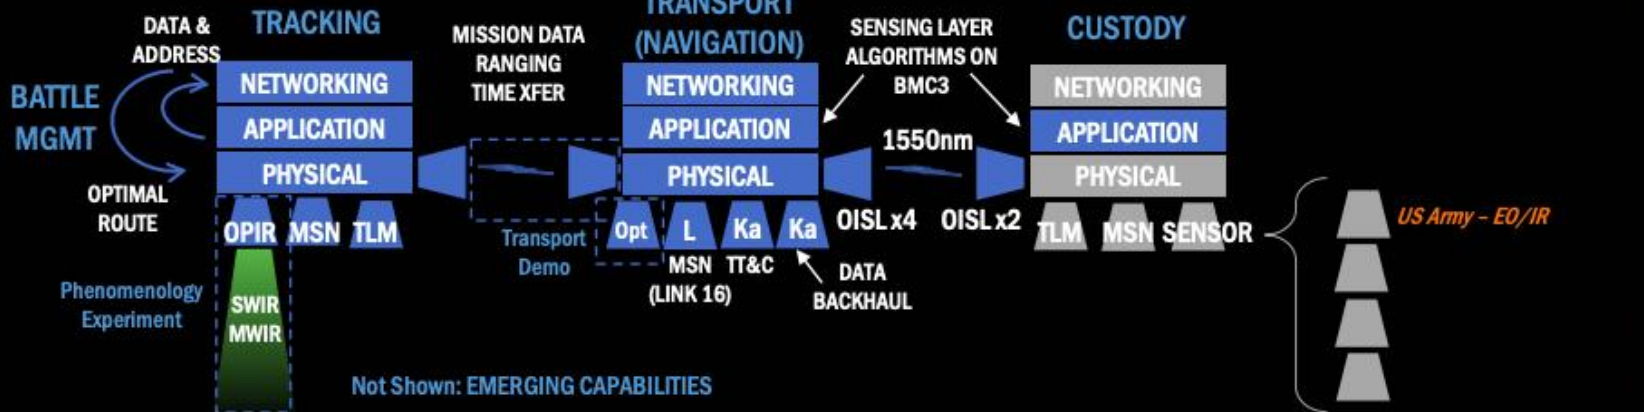 DATA &
ADDRESS
TRACKING
NETWORKING
APPLICATION
PHYSICAL
BATTLE
MGMT
OPTIMAL
ROUTE
OPIR
MSN
TLM
Phenomenology
Experiment
SWIR
MWIR
MISSION DATA
RANGING
TIME XFER
Transport
Demo
Not Shown: EMERGING CAPABILITIES
TRANSPORT
(NAVIGATION)
NETWORKING
APPLICATION
PHYSICAL
Opt
L
Ka
Ka
MSN
TT&C
(LINK 16)
DATA
BACKHAUL
SENSING LAYER
ALGORITHMS ON
BMC3
1550nm
OISL x4
OISL x2
CUSTODY
NETWORKING
APPLICATION
PHYSICAL
TLM
MSN
SENSOR
US Army – EO/IR